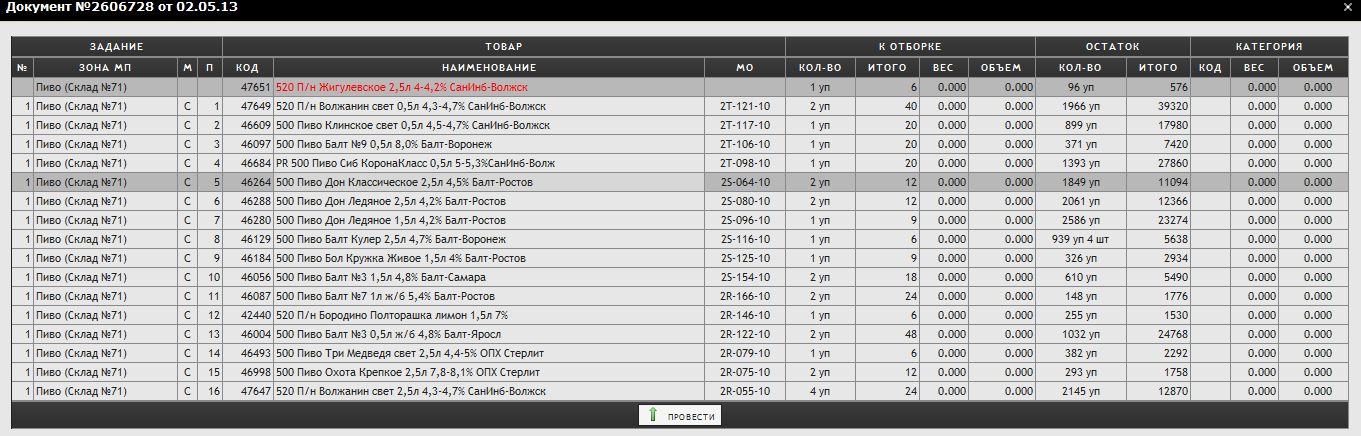 Документ №2606728 от 02.05.13
ЗАДАНИЕ ТОВАР К ОТБОРКЕ ОСТАТОК КАТЕГОРИЯ
№ ЗОНА МП М П КОД НАИМЕНОВАНИЕ МО КОЛ-ВО ИТОГО ВЕС ОБЪЕМ КОЛ-ВО ИТОГО КОД ВЕС ОБЪЕМ
Пиво (Склад №71) 47651 520 П/н Жигулевское 2,5л 4-4,2% СанИнб-Волжск 1 уп 6 0.000 0.000 96 уп 576 0.000 0.000
1 Пиво (Склад №71) С 1 47649 520 П/н Волжанин свет 0,5л 4,3-4,7% СанИнб-Волжск 2T-121-10 2 уп 40 0.000 0.000 1966 уп 39320 0.000 0.000
1 Пиво (Склад №71) С 2 46609 500 Пиво Клинское свет 0,5л 4,5-4,7% СанИнб-Волжск 2T-117-10 1 уп 20 0.000 0.000 899 уп 17980 0.000 0.000
1 Пиво (Склад №71) С 3 46097 500 Пиво Балт №9 0,5л 8,0% Балт-Воронеж 2T-106-10 1 уп 20 0.000 0.000 371 уп 7420 0.000 0.000
1 Пиво (Склад №71) С 4 46684 PR 500 Пиво Сиб КоронаКласс 0,5л 5-5,3%СанИнб-Волж 2T-098-10 1 уп 20 0.000 0.000 1393 уп 27860 0.000 0.000
1 Пиво (Склад №71) С 5 46264 500 Пиво Дон Классическое 2,5л 4,5% Балт-Ростов 2S-064-10 2 уп 12 0.000 0.000 1849 уп 11094 0.000 0.000
1 Пиво (Склад №71) С 6 46288 500 Пиво Дон Ледяное 2,5л 4,2% Балт-Ростов 2S-080-10 2 уп 12 0.000 0.000 2061 уп 12366 0.000 0.000
1 Пиво (Склад №71) С 7 46280 500 Пиво Дон Ледяное 1,5л 4,2% Балт-Ростов 2S-096-10 1 уп 9 0.000 0.000 2586 уп 23274 0.000 0.000
1 Пиво (Склад №71) С 8 46129 500 Пиво Балт Кулер 2,5л 4,7% Балт-Воронеж 2S-116-10 1 уп 6 0.000 0.000 939 уп 4 шт 5638 0.000 0.000
1 Пиво (Склад №71) С 9 46184 500 Пиво Бол Кружка Живое 1,5л 4% Балт-Ростов 2S-125-10 1 уп 9 0.000 0.000 326 уп 2934 0.000 0.000
1 Пиво (Склад №71) С 10 46056 500 Пиво Балт №3 1,5л 4,8% Балт-Самара 2S-154-10 2 уп 18 0.000 0.000 610 уп 5490 0.000 0.000
1 Пиво (Склад №71) С 11 46087 500 Пиво Балт №7 1л ж/б 5,4% Балт-Ростов 2R-166-10 2 уп 24 0.000 0.000 148 уп 1776 0.000 0.000
1 Пиво (Склад №71) С 12 42440 520 П/н Бородино Полторашка лимон 1,5л 7% 2R-146-10 1 уп 6 0.000 0.000 255 уп 1530 0.000 0.000
1 Пиво (Склад №71) С 13 46004 500 Пиво Балт №3 0,5л ж/б 4,8% Балт-Яросл 2R-122-10 2 уп 48 0.000 0.000 1032 уп 24768 0.000 0.000
1 Пиво (Склад №71) С 14 46493 500 Пиво Три Медведя свет 2,5л 4,4-5% ОПХ Стерлит 2R-079-10 1 уп 6 0.000 0.000 382 уп 2292 0.000 0.000
1 Пиво (Склад №71) С 15 46998 500 Пиво Охота Крепкое 2,5л 7,8-8,1% ОПХ Стерлит 2R-075-10 2 уп 12 0.000 0.000 293 уп 1758 0.000 0.000
1 Пиво (Склад №71) С 16 47647 520 П/н Волжанин свет 2,5л 4,3-4,7% СанИнб-Волжск 2R-055-10 4 уп 24 0.000 0.000 2145 уп 12870 0.000 0.000
ПРОВЕСТИ